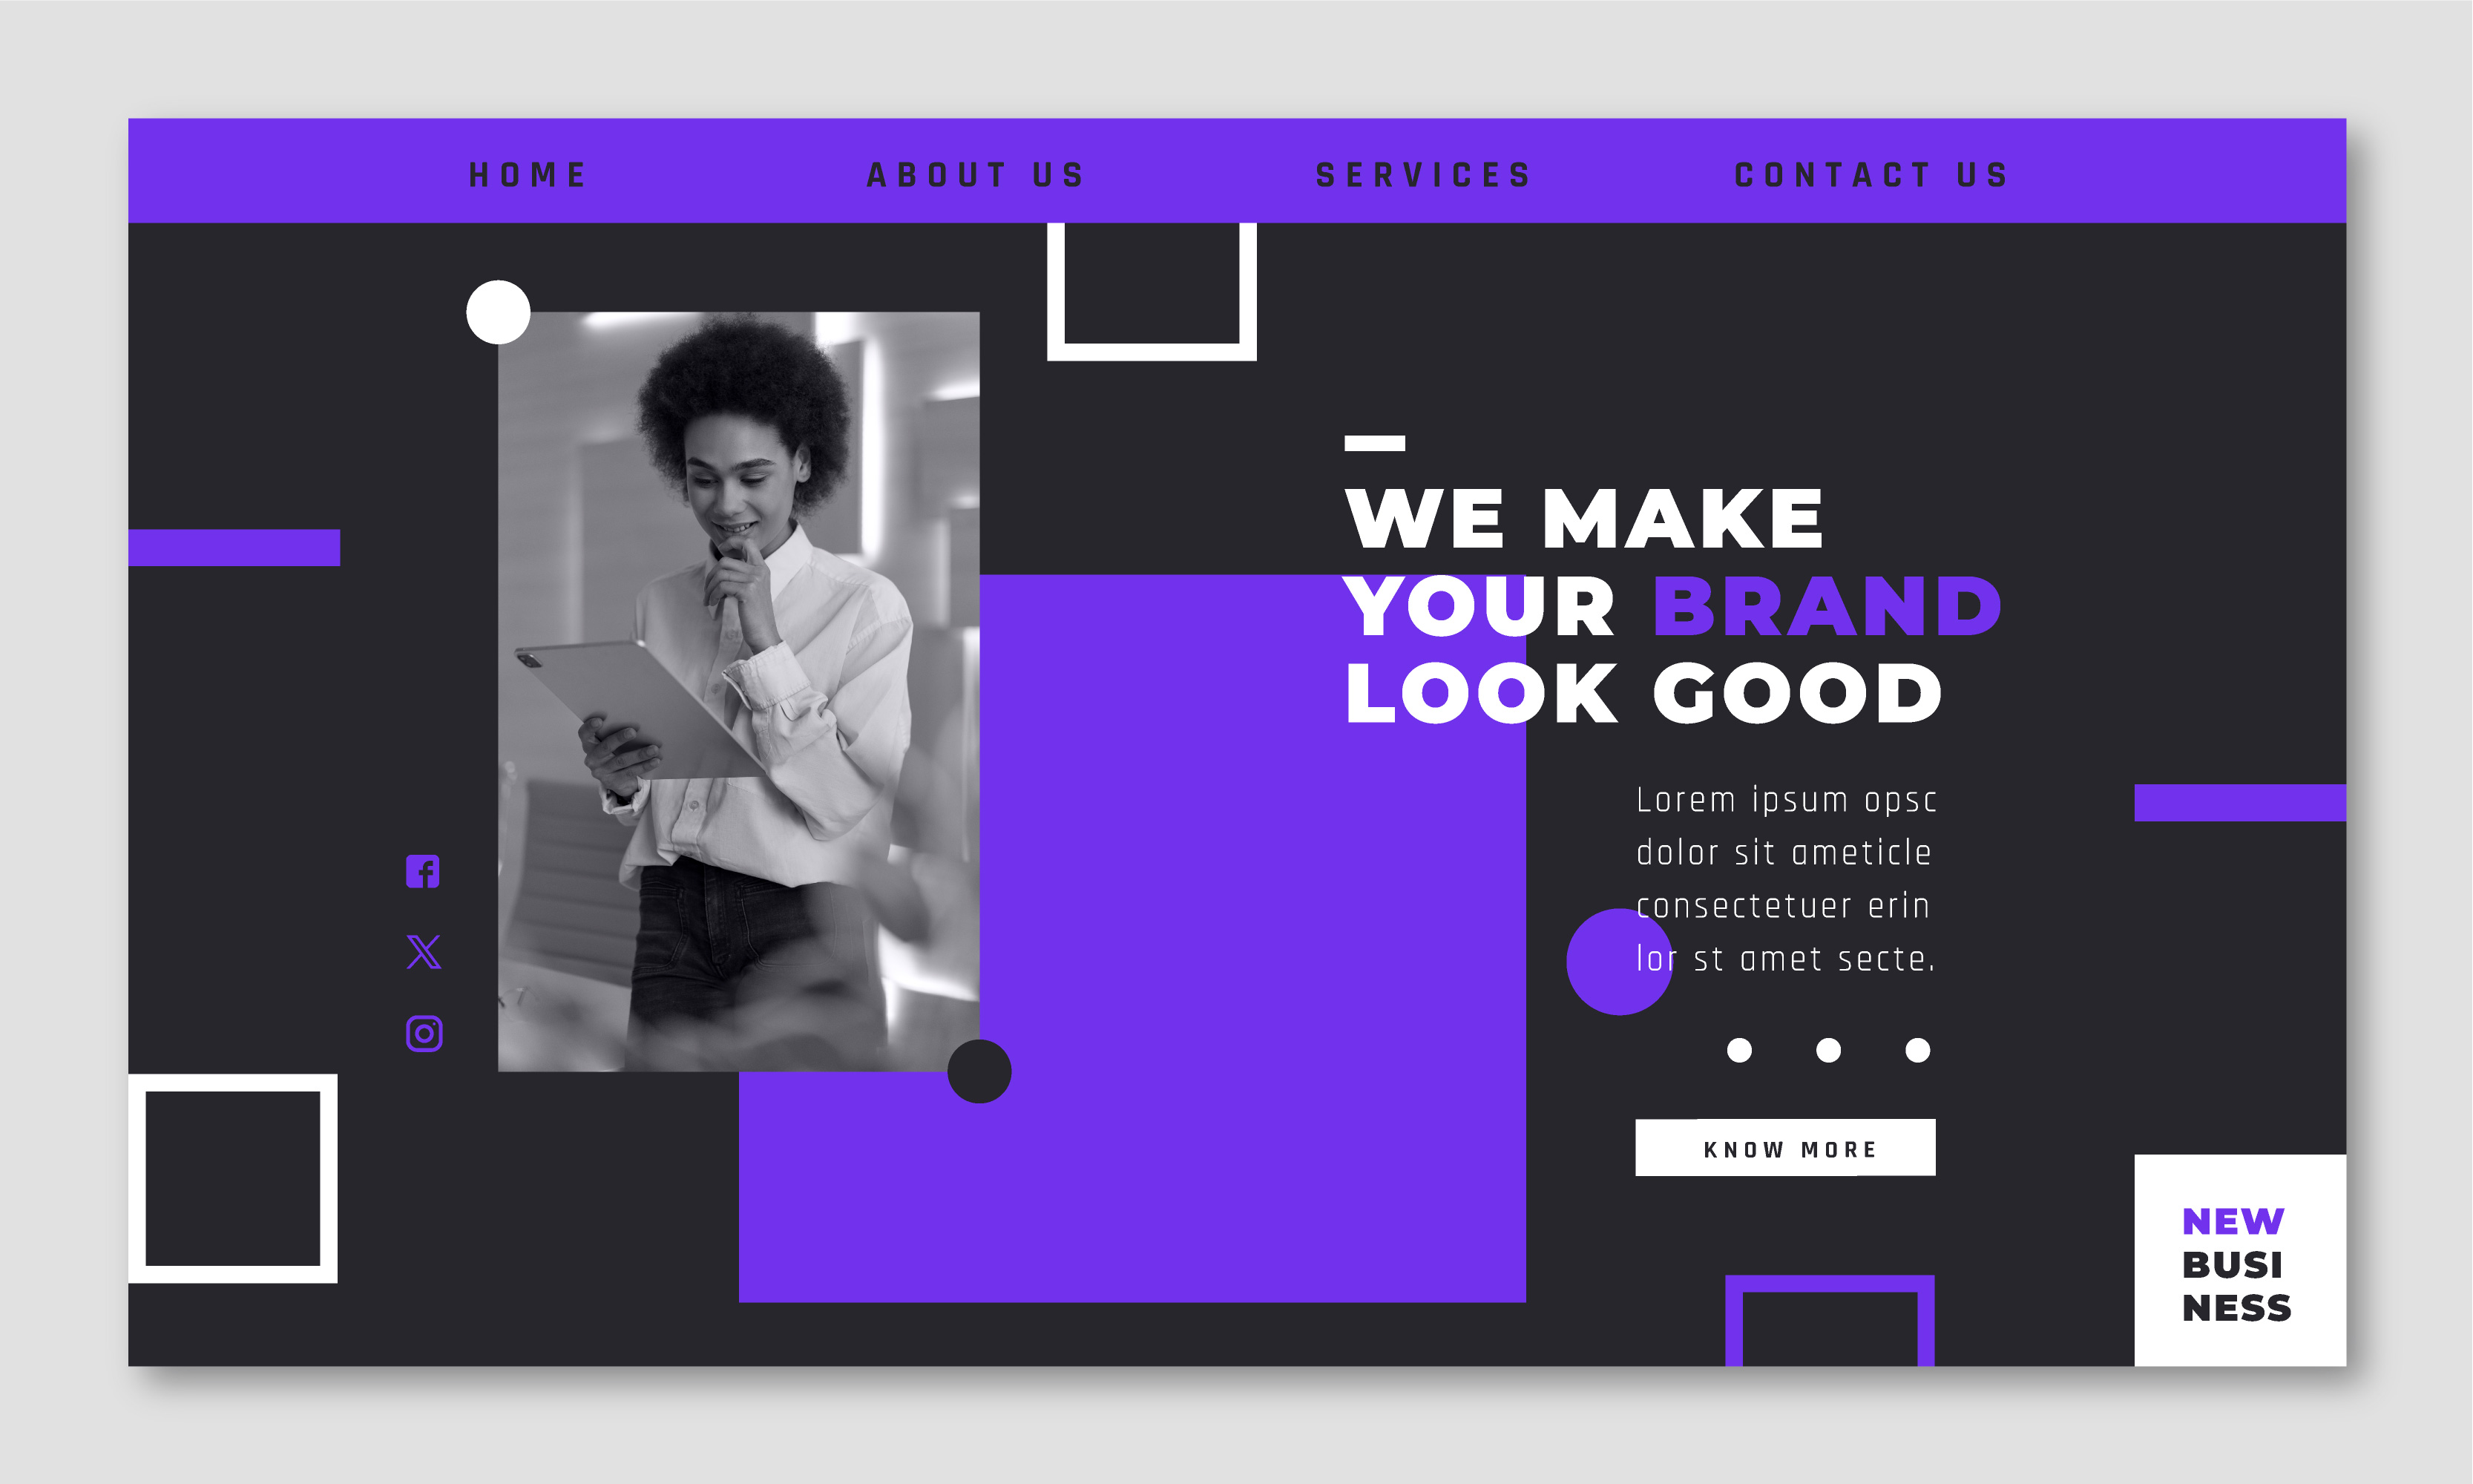 HOME
ABOUT US
SERVICES
CONTACT US
WE MAKE
YOUR BRAND
LOOK GOOD
Lorem ipsum opsc
dolor sit ameticle
consectetuer erin
lor st amet secte.
KNOW MORE
NEW
BUSI
NESS